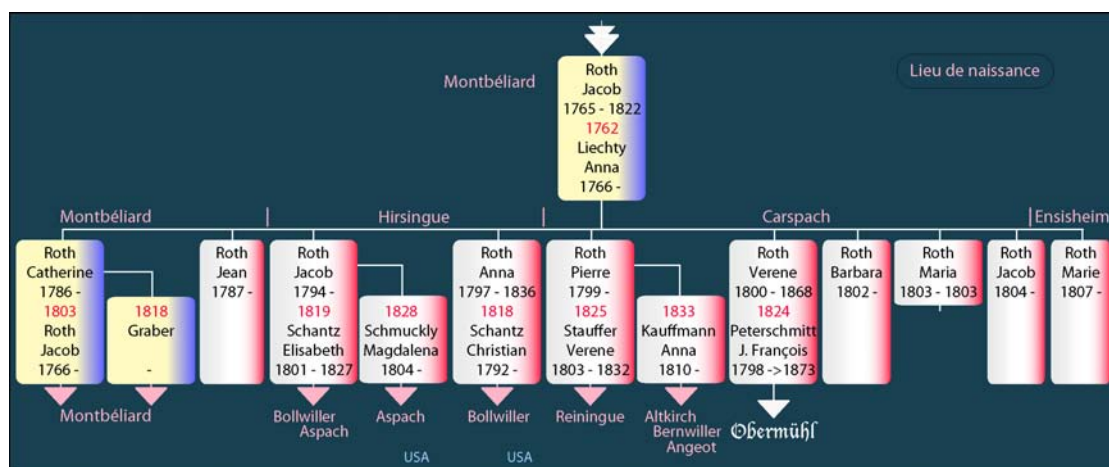 Montbéliard
Lieu de naissance
Roth
Jacob
1765 - 1822
1762
Liechty
Anna
1766 -
Montbéliard | Hirsingue | Carspach | Ensisheim
Roth
Catherine
1786 -
1803
Roth
Jacob
1766 -
1818
Graber
-
Roth
Jean
1787 -
Roth
Jacob
1794 -
1819
Schantz
Elisabeth
1801 - 1827
1828
Schmuckly
Magdalena
1804 -
Roth
Anna
1797 - 1836
1818
Schantz
Christian
1792 -
Roth
Pierre
1799 -
1825
Stauffer
Verene
1803 - 1832
1833
Kauffmann
Anna
1810 -
Roth
Verene
1800 - 1868
1824
Peterschmitt
J. François
1798 ->1873
Roth
Barbara
1802 -
Roth
Maria
1803 - 1803
Roth
Jacob
1804 -
Roth
Marie
1807 -
Montbéliard
Bollwiller
Aspach
Aspach
Bollwiller
Reiningue
Altkirch
Bernwiller
Angeot
Obermühl
USA
USA